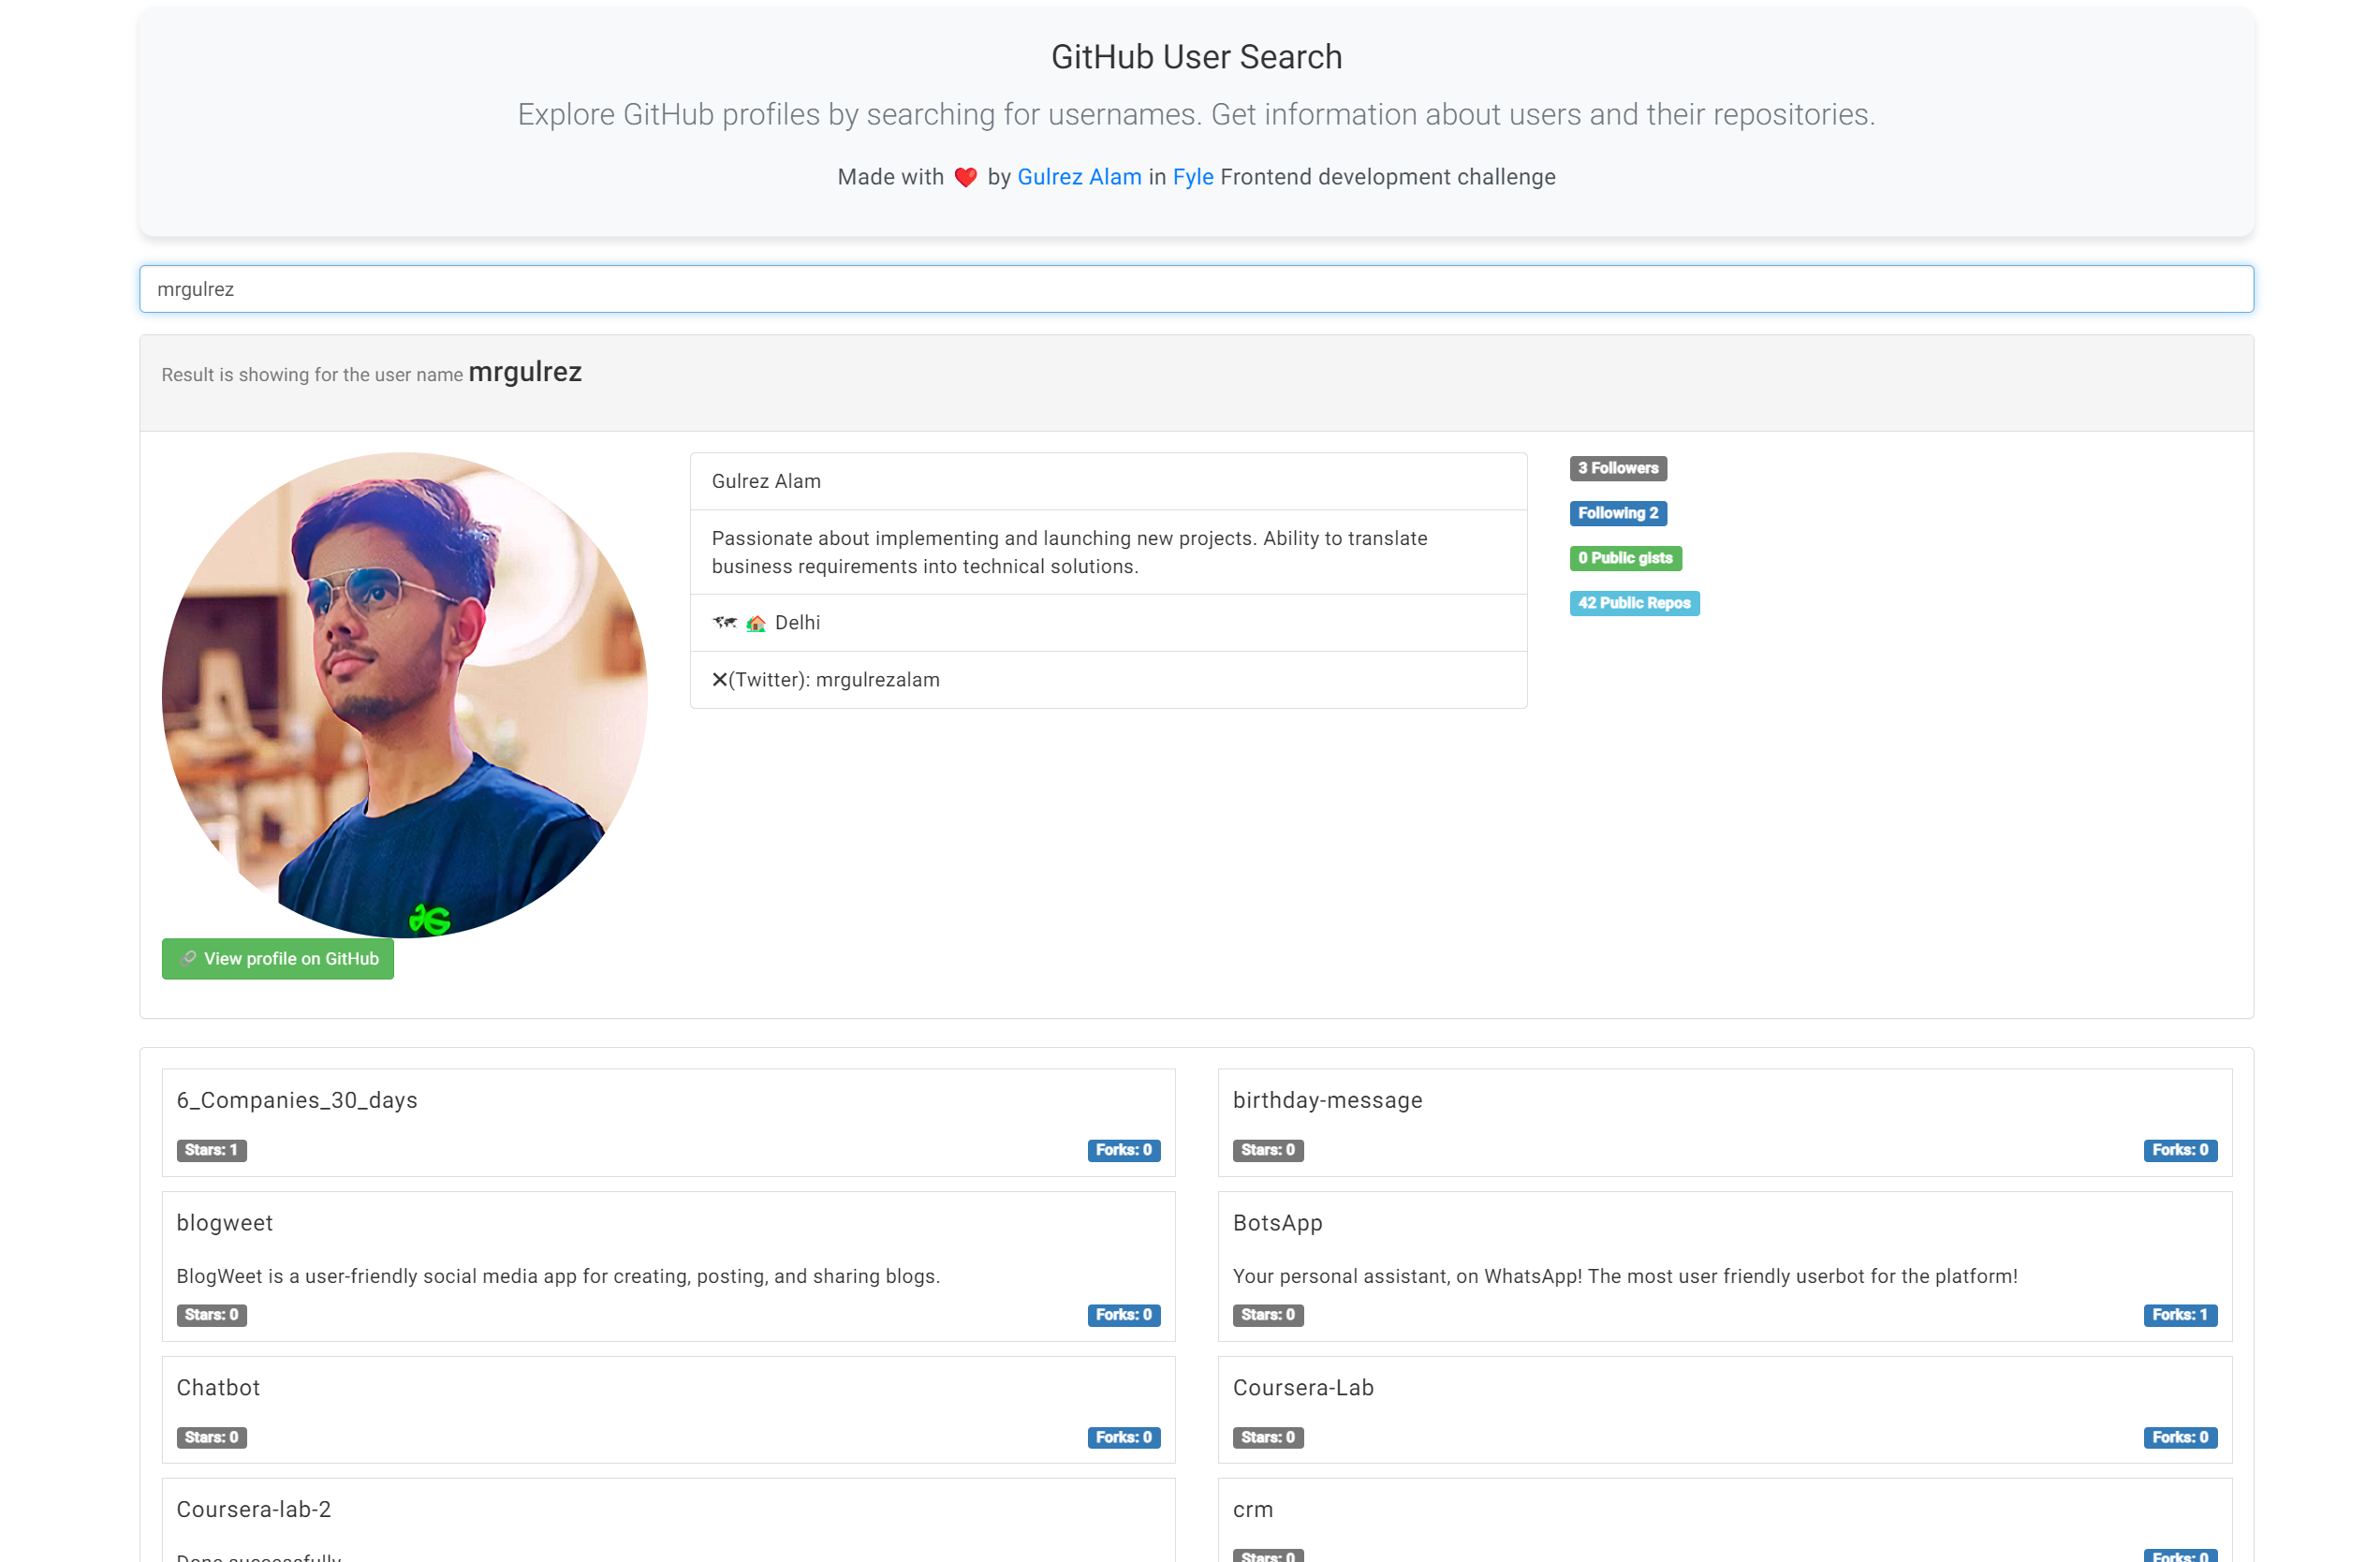 GitHub User Search
Explore GitHub profiles by searching for usernames. Get information about users and their repositories.
Made with ❤️ by Gulrez Alam in Fyle Frontend development challenge
mrgulrez
Result is showing for the user name mrgulrez
Gulrez Alam
Passionate about implementing and launching new projects. Ability to translate
business requirements into technical solutions.
🗺 🏠 Delhi
❌(Twitter): mrgulrezalam
3 Followers
Following 2
0 Public gists
42 Public Repos
🔗 View profile on GitHub
6_Companies_30_days
Stars: 1 Forks: 0
birthday-message
Stars: 0 Forks: 0
blogweet
BlogWeet is a user-friendly social media app for creating, posting, and sharing blogs.
Stars: 0 Forks: 0
BotsApp
Your personal assistant, on WhatsApp! The most user friendly userbot for the platform!
Stars: 0 Forks: 1
Chatbot
Stars: 0 Forks: 0
Coursera-Lab
Stars: 0 Forks: 0
Coursera-lab-2
Done successfully
crm
Stars: 0 Forks: 0